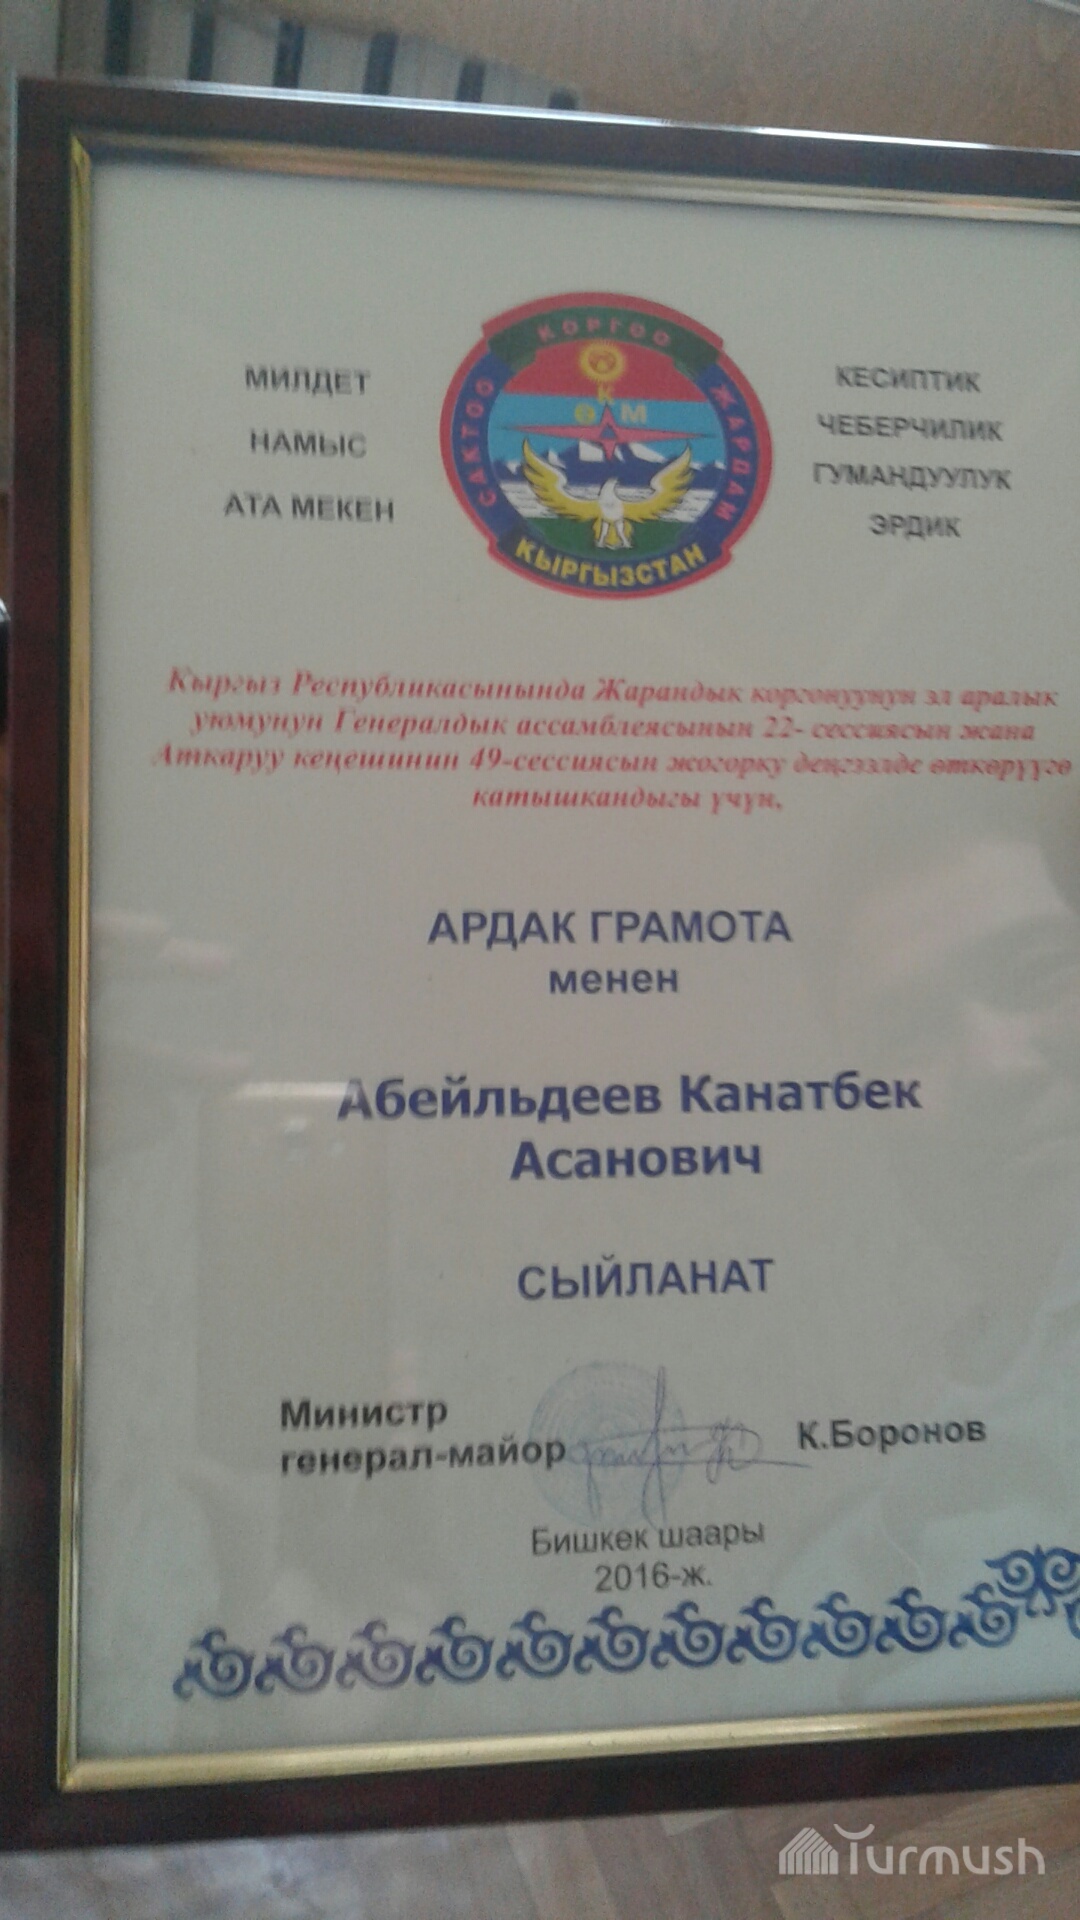 МИЛДЕТ
НАМЫС
АТА МЕКЕН
КОРГОО
САКТОО
ЖАРДАМ
ӨКМ
КЫРГЫЗСТАН
КЕСИПТИК
ЧЕБЕРЧИЛИК
ГУМАНДУУЛУК
ЭРДИК
Кыргыз Республикасынында Жарандык коргонуунун эл аралык
уюмунун Генералдык ассамблеясынын 22- сессиясын жана
Аткаруу кеңешинин 49-сессиясын жогорку деңгээлде өткөрүүгө
катышкандыгы үчүн,
АРДАК ГРАМОТА
менен
Абейльдеев Канатбек
Асанович
СЫЙЛАНАТ
Министр
генерал-майор
К.Боронов
Бишкек шаары
2016-ж.
Turmush